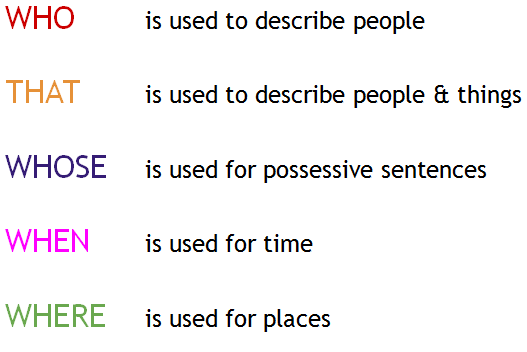 WHO is used to describe people
THAT is used to describe people & things
WHOSE is used for possessive sentences
WHEN is used for time
WHERE is used for places